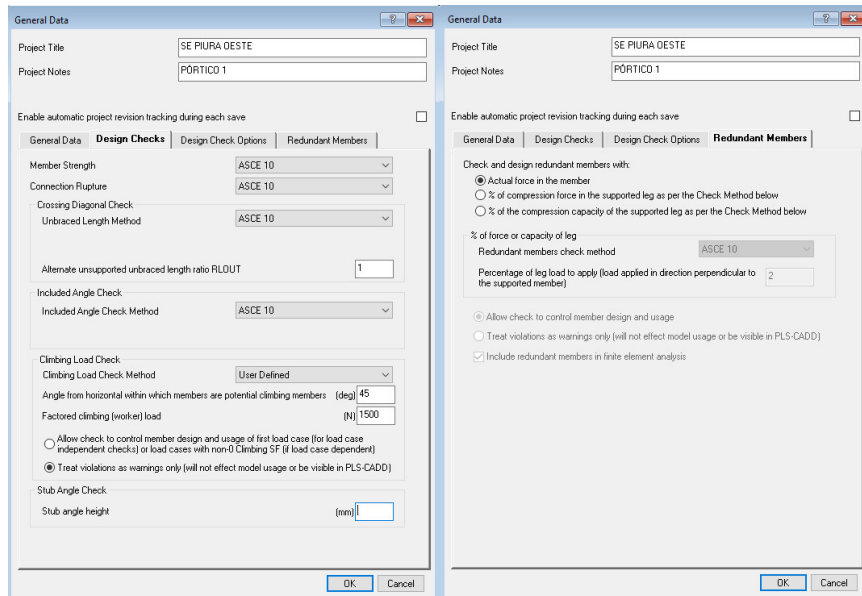 General Data
Project Title SE PIURA OESTE
Project Notes PÓRTICO 1
Enable automatic project revision tracking during each save
General Data Design Checks Design Check Options Redundant Members
Member Strength ASCE 10
Connection Rupture ASCE 10
Crossing Diagonal Check
Unbraced Length Method ASCE 10
Alternate unsupported unbraced length ratio RLOUT 1
Included Angle Check
Included Angle Check Method ASCE 10
Climbing Load Check
Climbing Load Check Method User Defined
Angle from horizontal within which members are potential climbing members (deg) 45
Factored climbing (worker) load (N) 1500
Allow check to control member design and usage of first load case (for load case
independent checks) or load cases with non-0 Climbing SF (if load case dependent)
Treat violations as warnings only (will not effect model usage or be visible in PLS-CADD)
Stub Angle Check
Stub angle height (mm)
OK Cancel
General Data
Project Title SE PIURA OESTE
Project Notes PÓRTICO 1
Enable automatic project revision tracking during each save
General Data Design Checks Design Check Options Redundant Members
Check and design redundant members with:
Actual force in the member
% of compression force in the supported leg as per the Check Method below
% of the compression capacity of the supported leg as per the Check Method below
% of force or capacity of leg
Redundant members check method ASCE 10
Percentage of leg load to apply (load applied in direction perpendicular to
the supported member) 2
Allow check to control member design and usage
Treat violations as warnings only (will not effect model usage or be visible in PLS-CADD)
Include redundant members in finite element analysis
OK Cancel